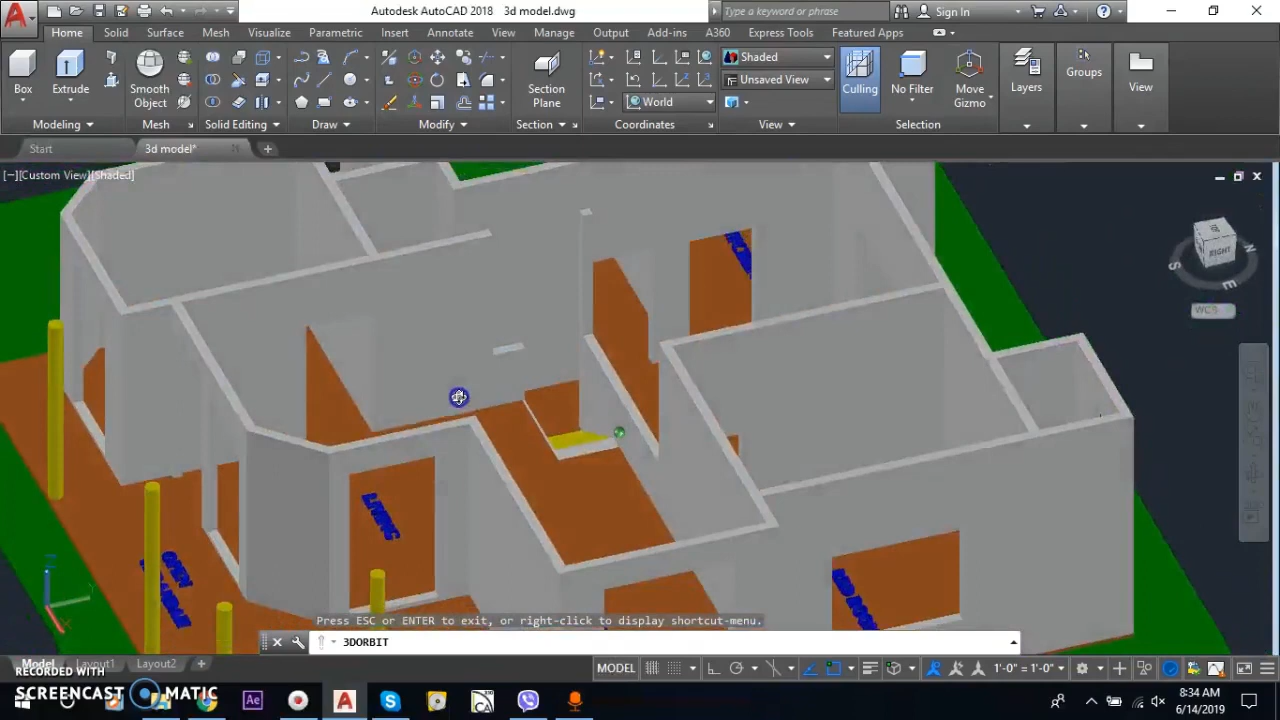 Autodesk AutoCAD 2018 3d model.dwg
Type a keyword or phrase
Sign In
Home Solid Surface Mesh Visualize Parametric Insert Annotate View Manage Output Add-ins A360 Express Tools Featured Apps
Box Extrude Smooth Object
Section Plane
Shaded
Unsaved View
World
Culling No Filter Move Gizmo
Layers Groups View
Modeling Mesh Solid Editing Draw Modify Section Coordinates View Selection
Start 3d model* +
[−][Custom View][Shaded]
RIGHT
S N E
WCS
LIVING
OPEN
Press ESC or ENTER to exit, or right-click to display shortcut-menu.
3DORBIT
Model Layout1 Layout2 +
MODEL 1'-0" = 1'-0"
RECORDED WITH
SCREENCAST MATIC
Ae
8:34 AM
6/14/2019